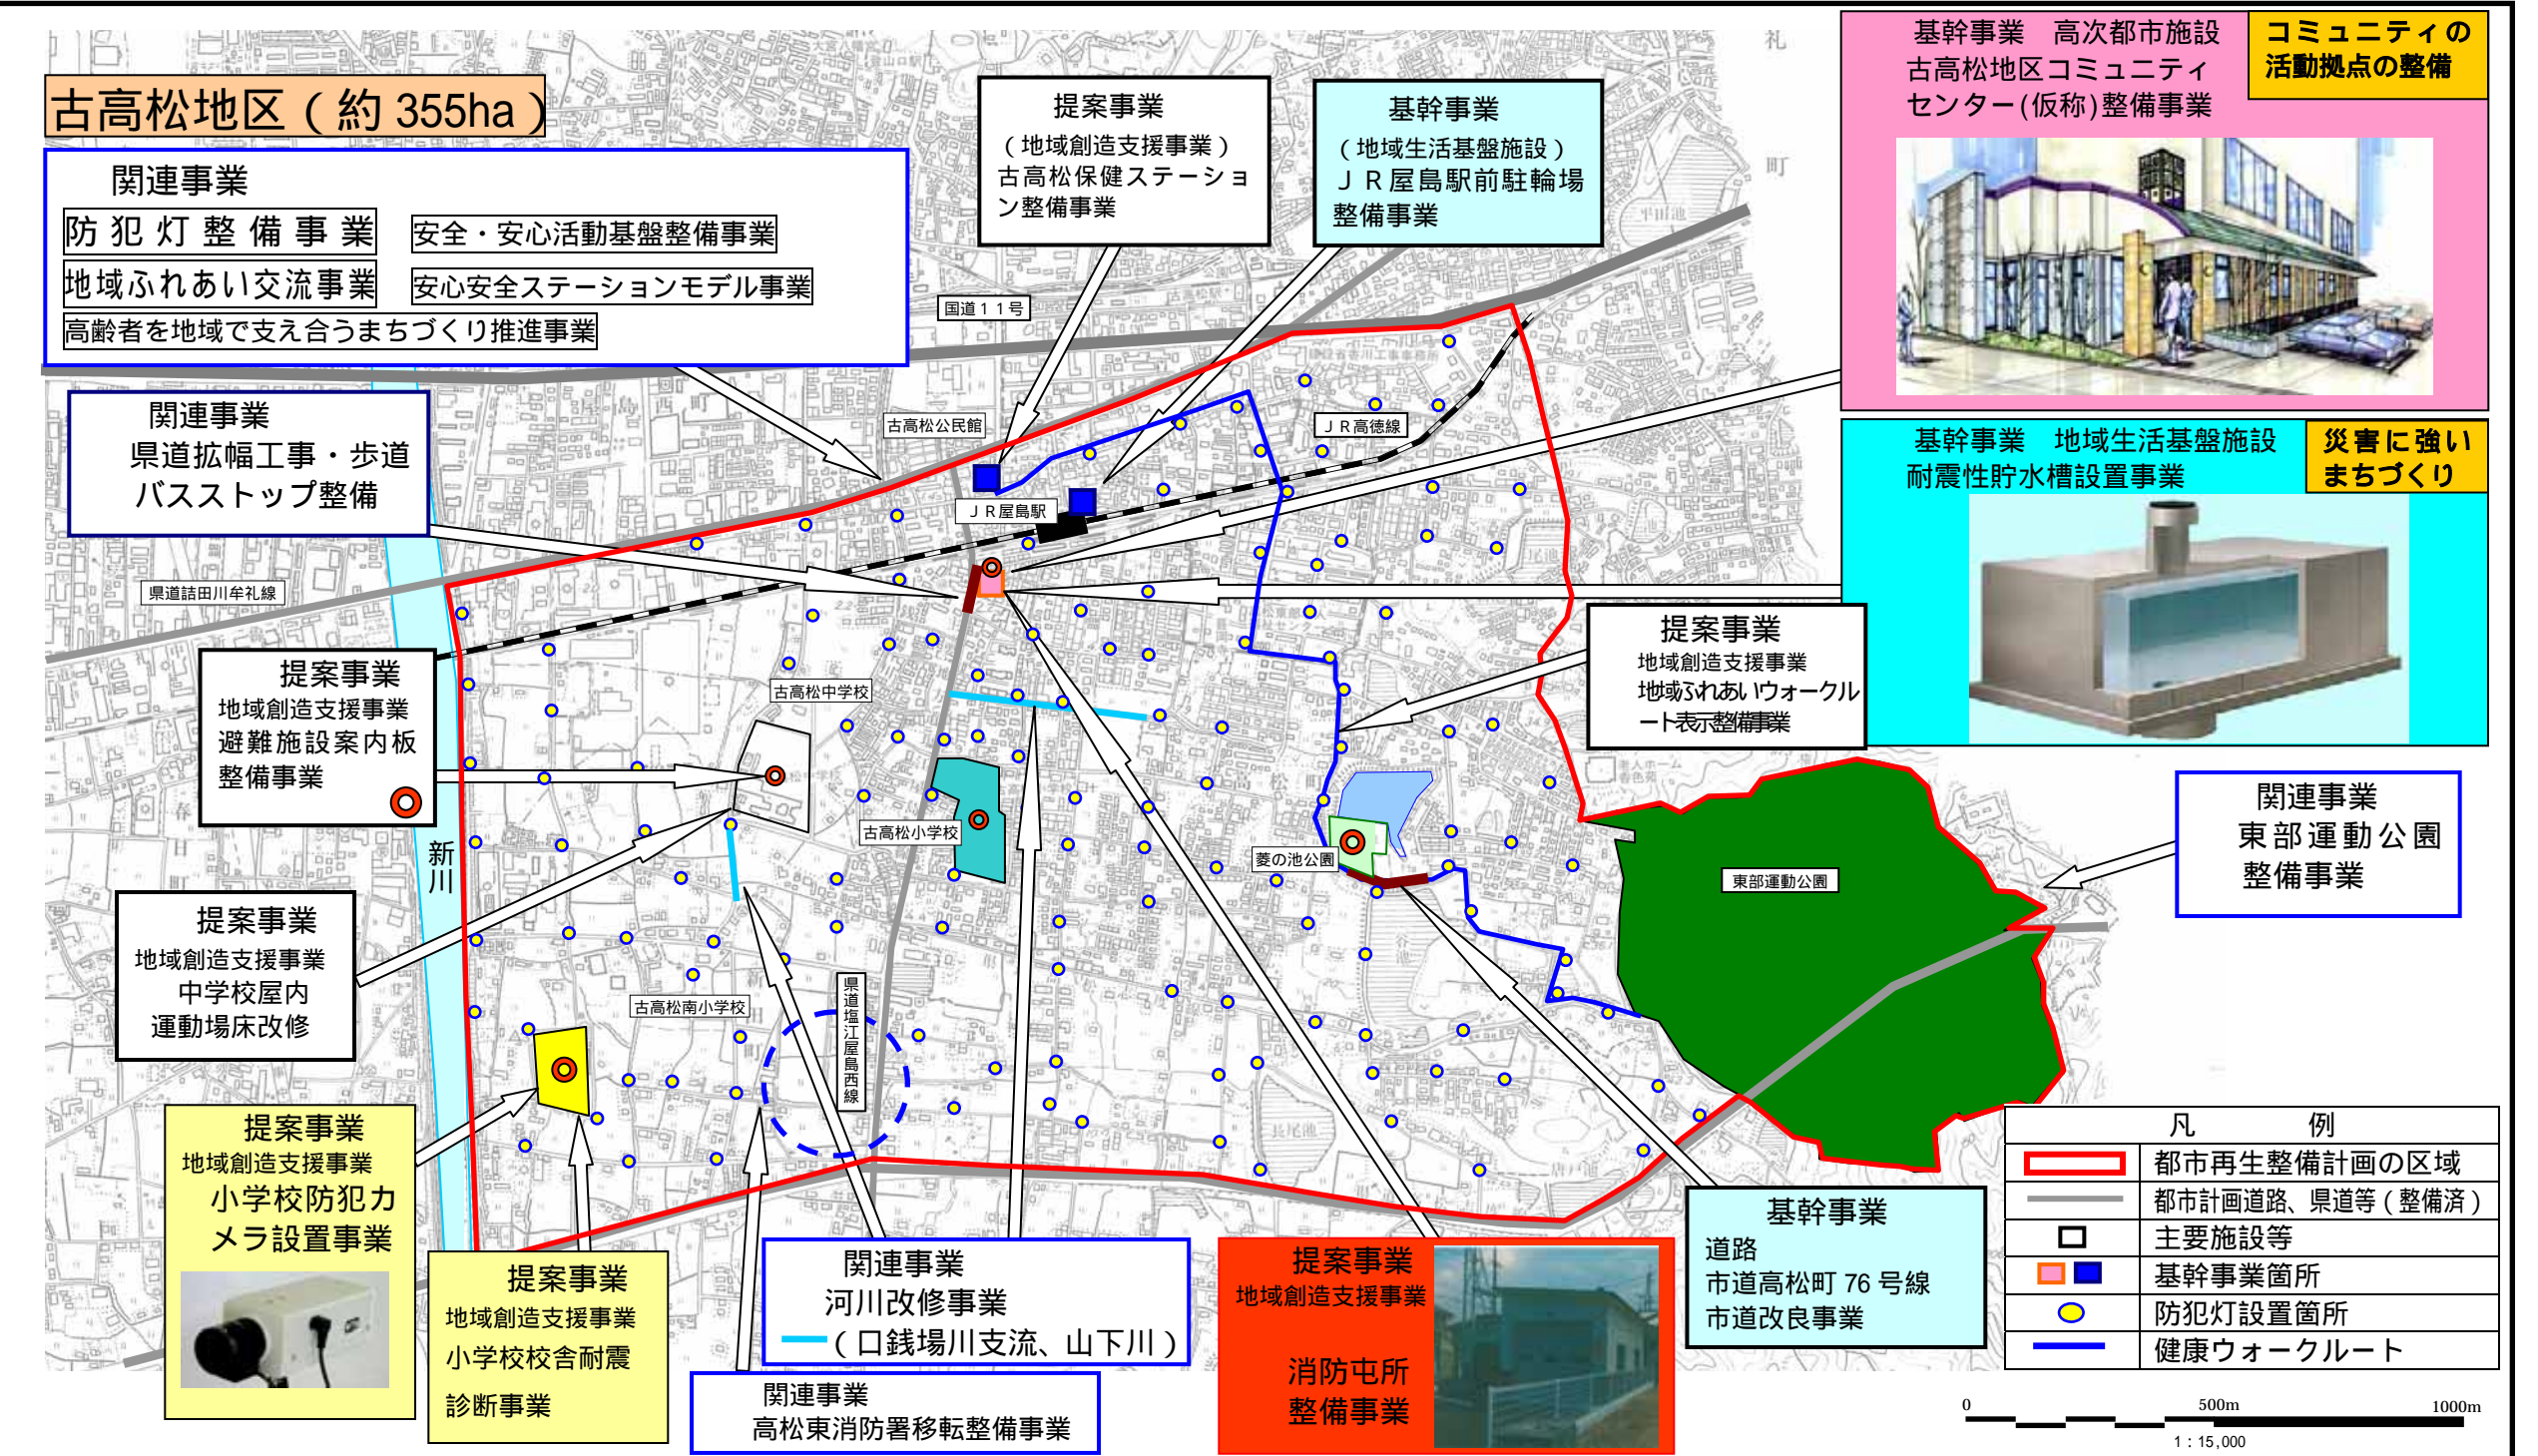 古高松地区（約 355ha）
関連事業
防犯灯整備事業
安全・安心活動基盤整備事業
地域ふれあい交流事業
安心安全ステーションモデル事業
高齢者を地域で支え合うまちづくり推進事業
提案事業
（地域創造支援事業）
古高松保健ステーショ
ン整備事業
基幹事業
（地域生活基盤施設）
ＪＲ屋島駅前駐輪場
整備事業
基幹事業　高次都市施設
古高松地区コミュニティ
センター(仮称)整備事業
コミュニティの
活動拠点の整備
基幹事業　地域生活基盤施設
耐震性貯水槽設置事業
災害に強い
まちづくり
関連事業
県道拡幅工事・歩道
バスストップ整備
国道１１号
古高松公民館
ＪＲ高徳線
ＪＲ屋島駅
県道詰田川牟礼線
提案事業
地域創造支援事業
地域ふれあいウォークル
ート表示整備事業
提案事業
地域創造支援事業
避難施設案内板
整備事業
古高松中学校
古高松小学校
菱の池公園
東部運動公園
関連事業
東部運動公園
整備事業
新川
提案事業
地域創造支援事業
中学校屋内
運動場床改修
古高松南小学校
県道塩江屋島西線
長尾池
平田池
礼
町
提案事業
地域創造支援事業
小学校防犯カ
メラ設置事業
提案事業
地域創造支援事業
小学校校舎耐震
診断事業
関連事業
河川改修事業
（口銭場川支流、山下川）
関連事業
高松東消防署移転整備事業
提案事業
地域創造支援事業
消防屯所
整備事業
基幹事業
道路
市道高松町 76 号線
市道改良事業
凡　例
都市再生整備計画の区域
都市計画道路、県道等（整備済）
主要施設等
基幹事業箇所
防犯灯設置箇所
健康ウォークルート
0 500m 1000m
1：15,000